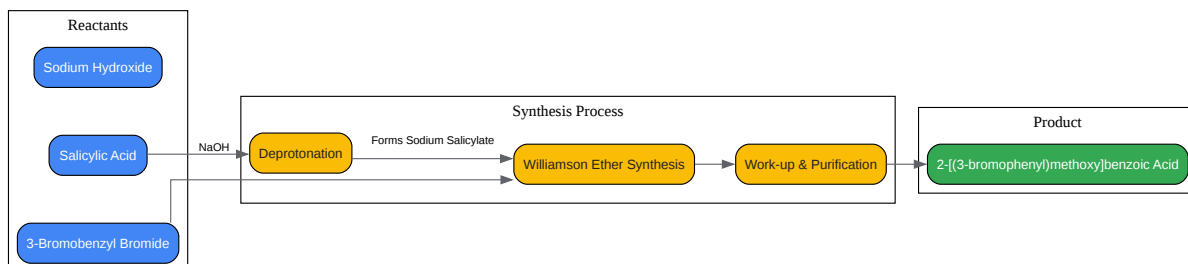 Reactants
Sodium Hydroxide
Salicylic Acid
3-Bromobenzyl Bromide
NaOH
Synthesis Process
Deprotonation
Forms Sodium Salicylate
Williamson Ether Synthesis
Work-up & Purification
Product
2-[(3-bromophenyl)methoxy]benzoic Acid